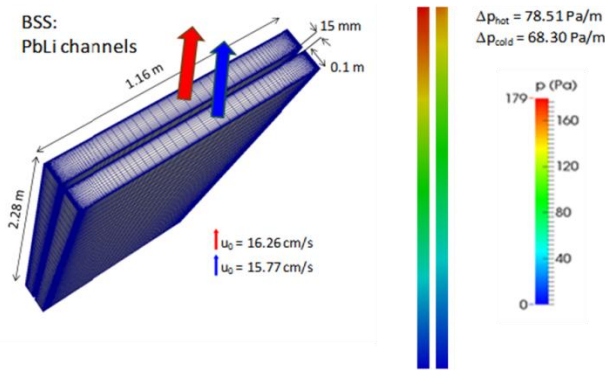 BSS:
PbLi channels
1.16 m
15 mm
0.1 m
2.28 m
u₀ = 16.26 cm/s
u₀ = 15.77 cm/s
Δphot = 78.51 Pa/m
Δpcold = 68.30 Pa/m
p (Pa)
179
160
120
80
40
0